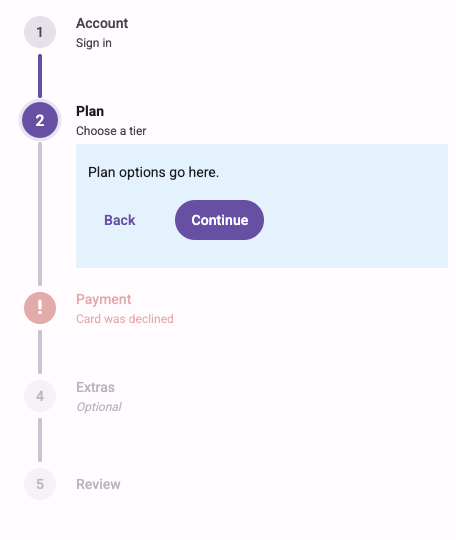 1
Account
Sign in
2
Plan
Choose a tier
Plan options go here.
Back
Continue
!
Payment
Card was declined
4
Extras
Optional
5
Review